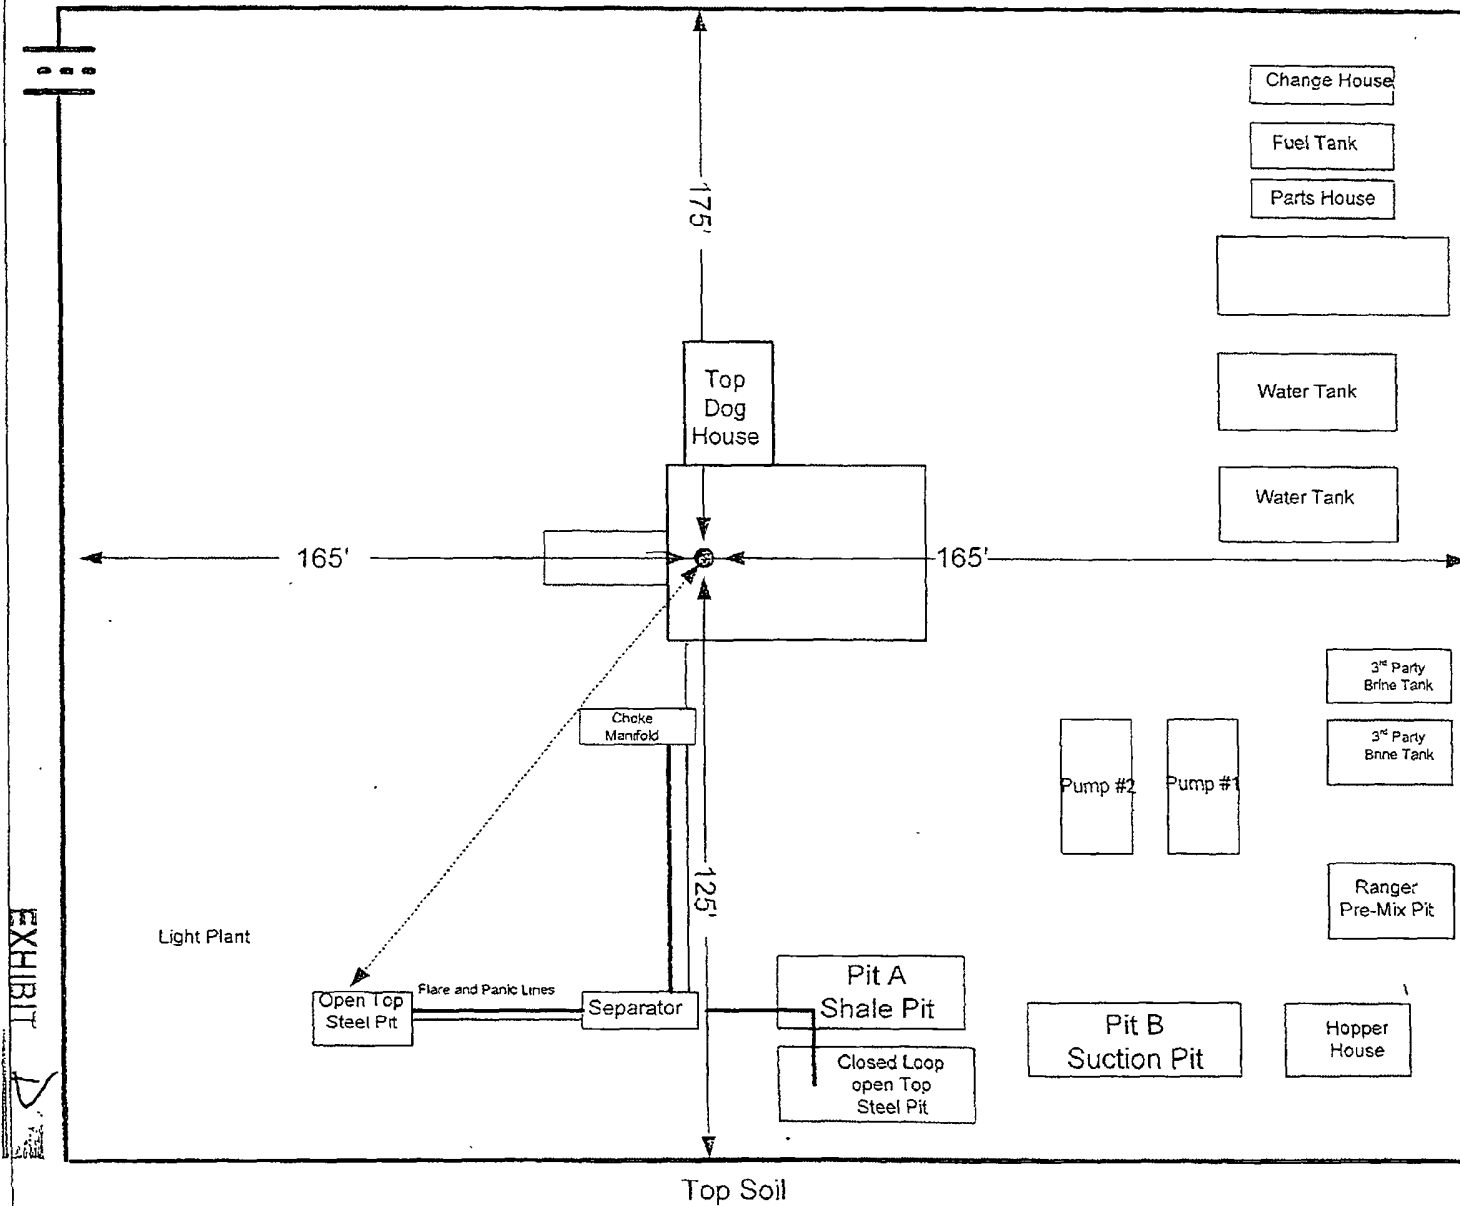 Change House
Fuel Tank
Parts House
175'
Top
Dog
House
Water Tank
Water Tank
165'
165'
3rd Party
Brine Tank
Choke
Manifold
3rd Party
Brine Tank
Pump #2
Pump #1
125'
Ranger
Pre-Mix Pit
Light Plant
Flare and Panic Lines
Open Top
Steel Pit
Separator
Pit A
Shale Pit
Closed Loop
open Top
Steel Pit
Pit B
Suction Pit
Hopper
House
EXHIBIT D
Top Soil